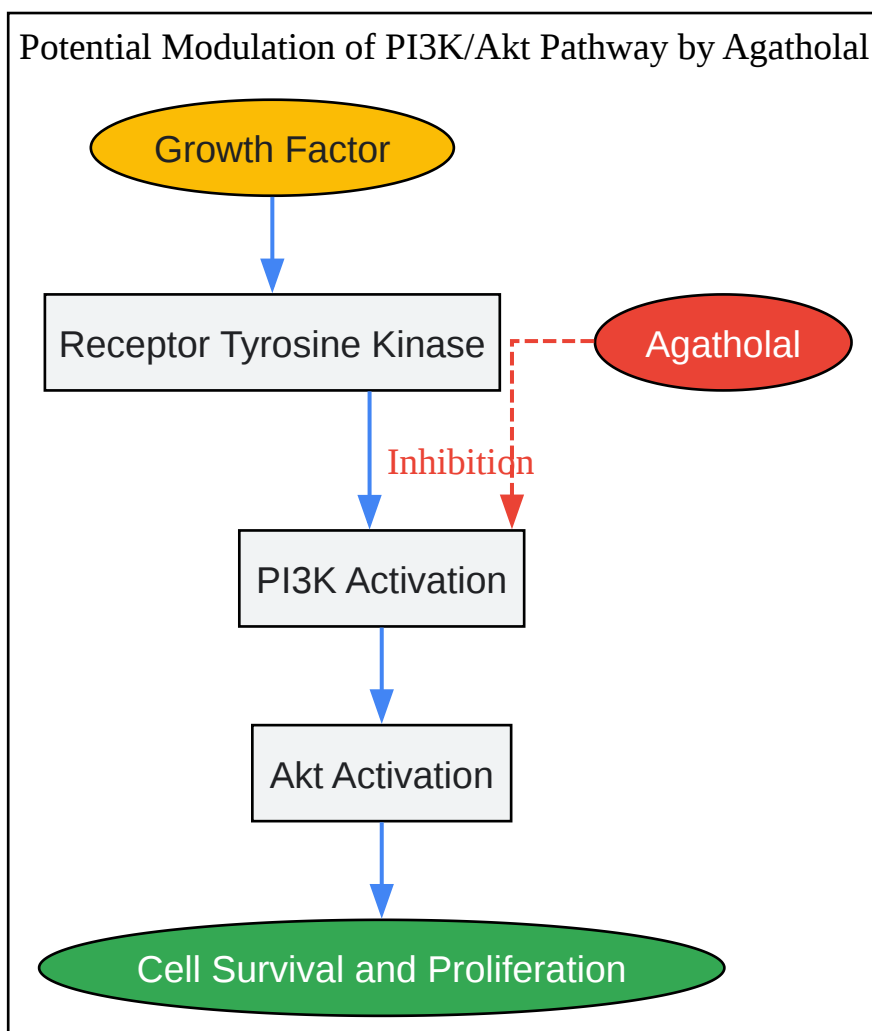 Potential Modulation of PI3K/Akt Pathway by Agatholal
Growth Factor
Receptor Tyrosine Kinase
Agatholal
Inhibition
PI3K Activation
Akt Activation
Cell Survival and Proliferation